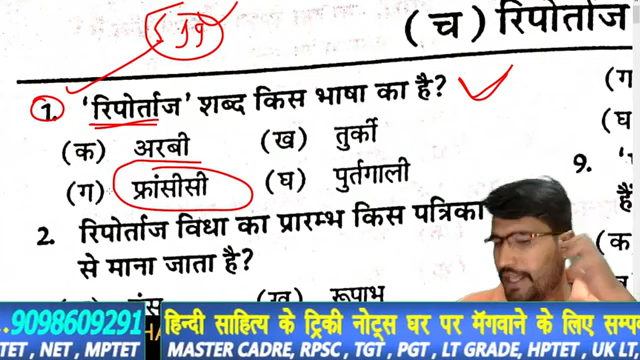 (च) रिपोर्ताज
1. 'रिपोर्ताज' शब्द किस भाषा का है?
(क) अरबी (ख) तुर्की
(ग) फ्रांसीसी (घ) पुर्तगाली
2. रिपोर्ताज विधा का प्रारम्भ किस पत्रिका
से माना जाता है?
(ख) रूपाभ
(ग
(घ
9.
हैं
(क
..9098609291 हिन्दी साहित्य के ट्रिकी नोट्स घर पर मँगवाने के लिए सम्प
TET, NET, MPTET MASTER CADRE, RPSC, TGT, PGT, LT GRADE, HPTET, UK LT